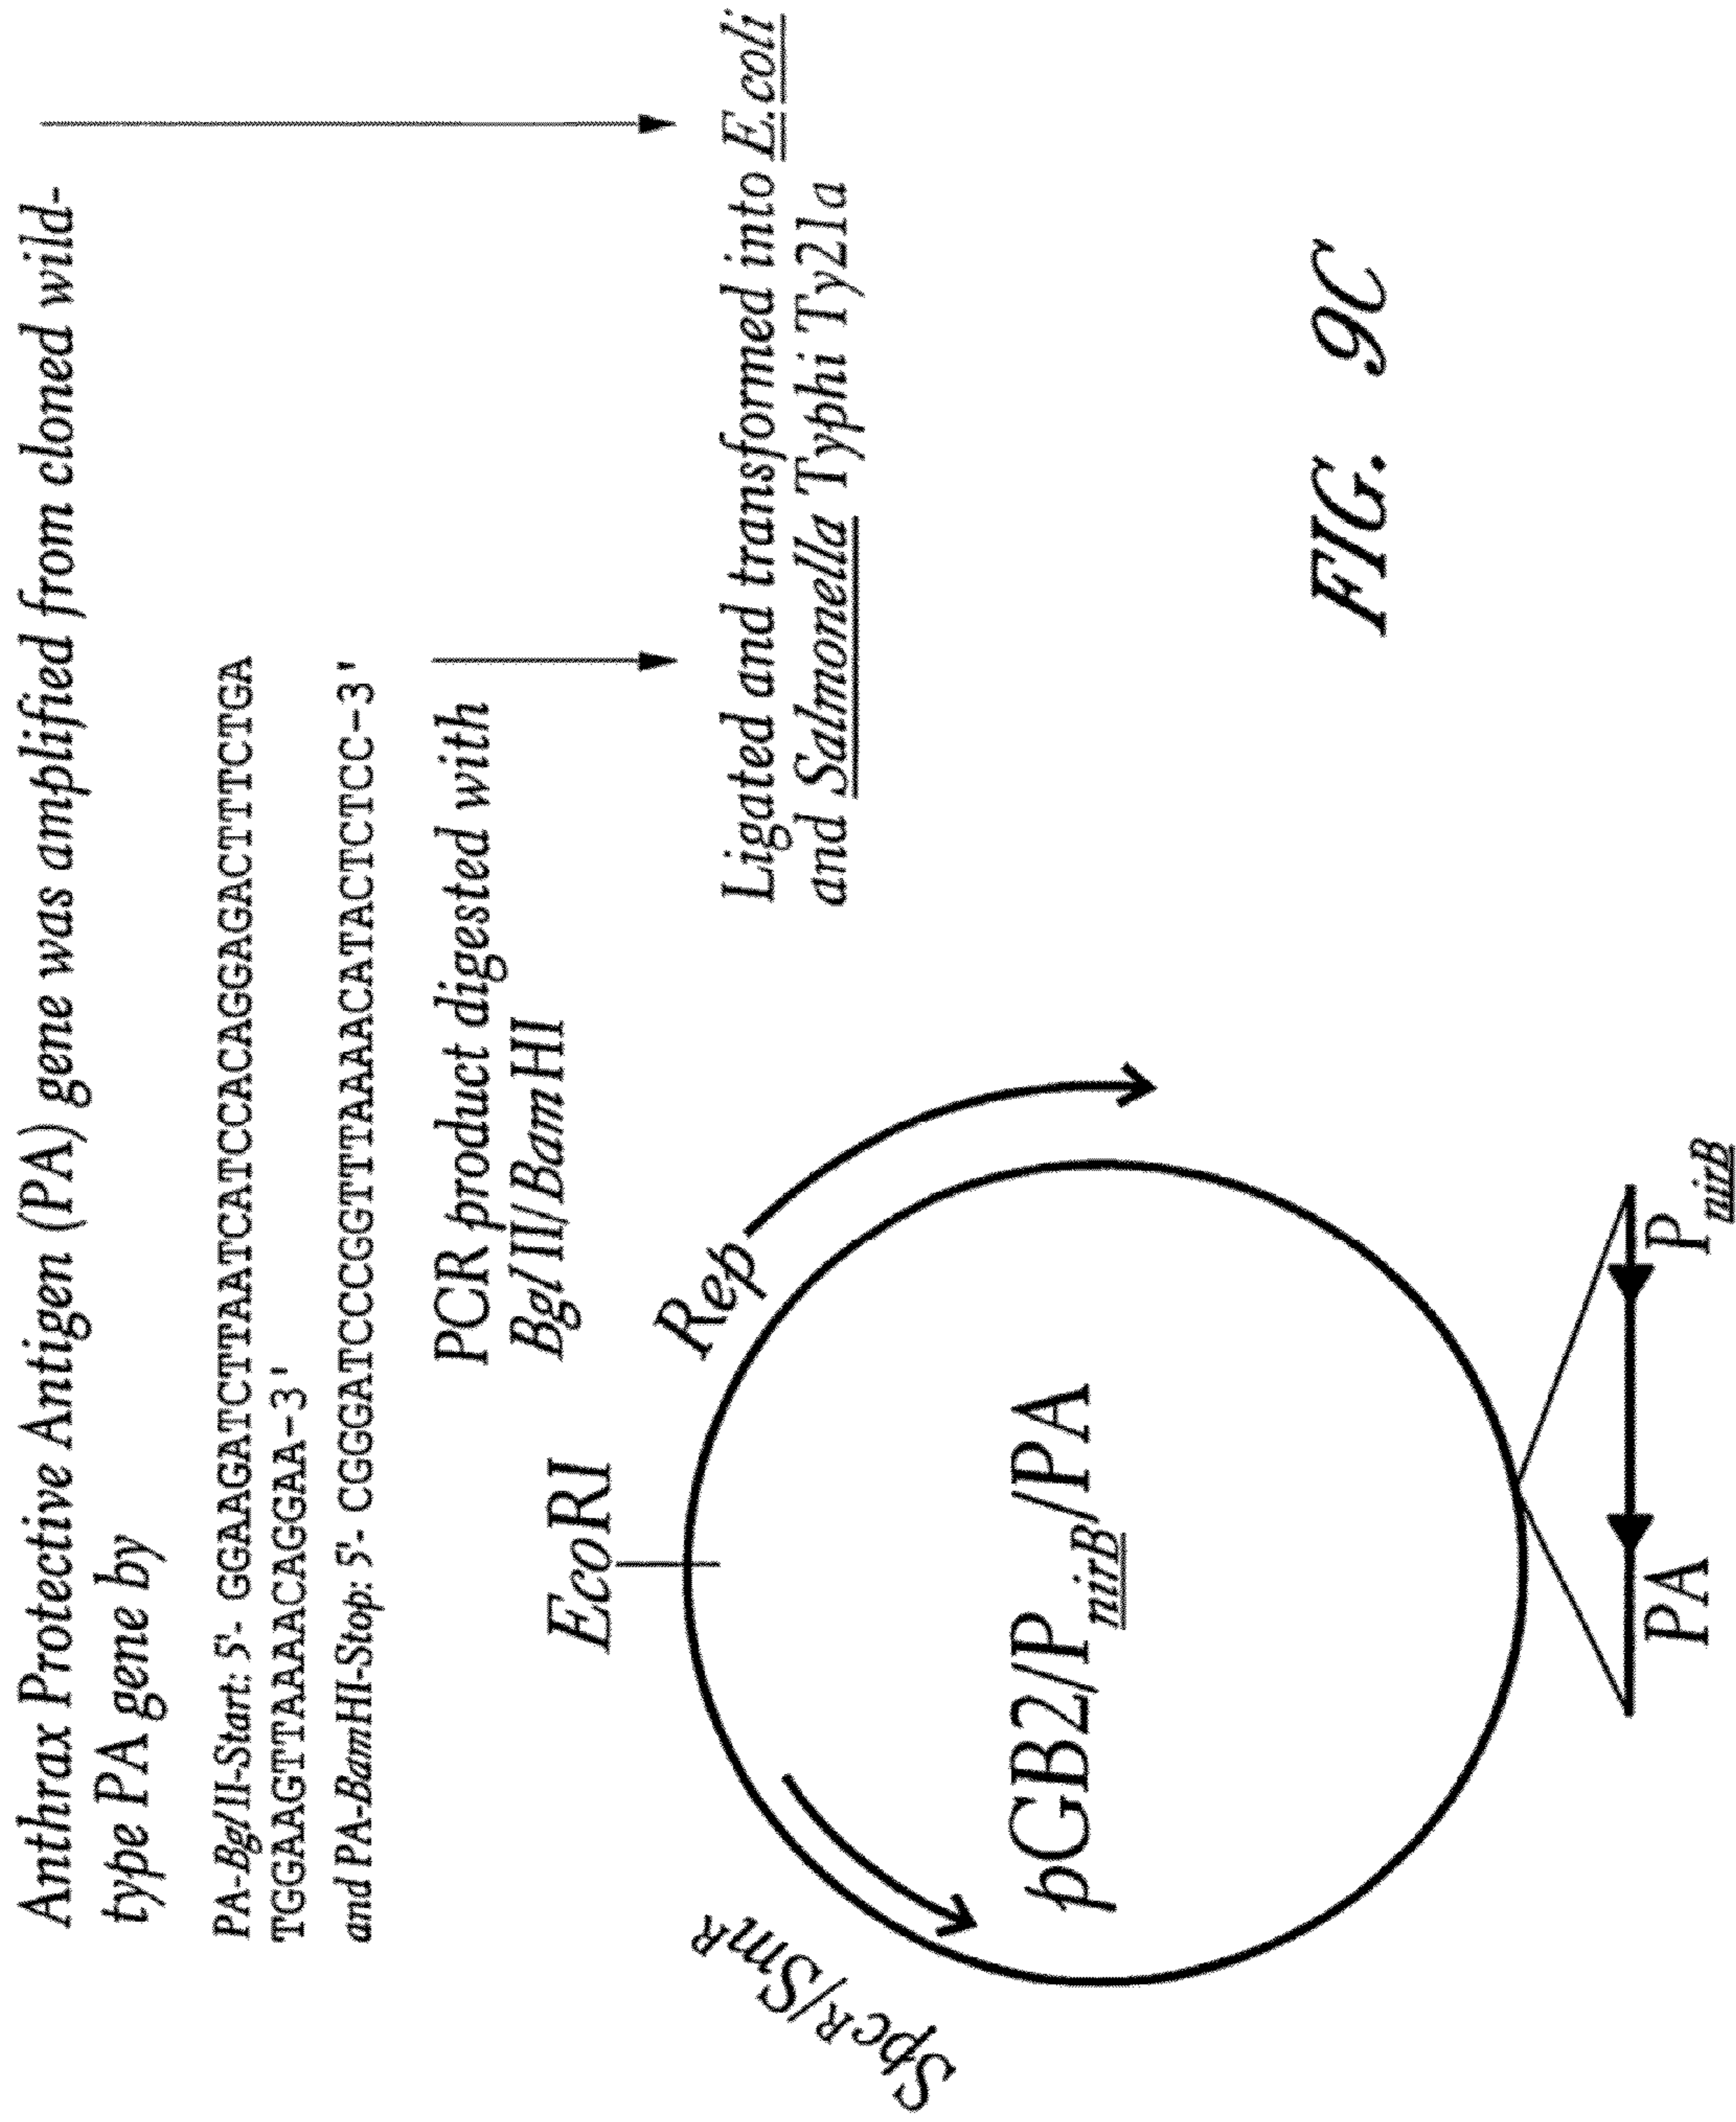 Anthrax Protective Antigen (PA) gene was amplified from cloned wild-
type PA gene by
PA-BglII-Start: 5'- GGAAGATCTTAATCATCCACAGGAGACTTTCTGA
TGGAAGTTAAAACAGGAA-3'
and PA-BamHI-Stop: 5'- CGGGATCCCGGTTTAAAACATACTCTCC-3'
PCR product digested with
BglII/BamHI
Ligated and transformed into E.coli
and Salmonella Typhi Ty21a
EcoRI
Rep
SpcR/SmR
pGB2/PnirB/PA
PA
PnirB
FIG. 9C